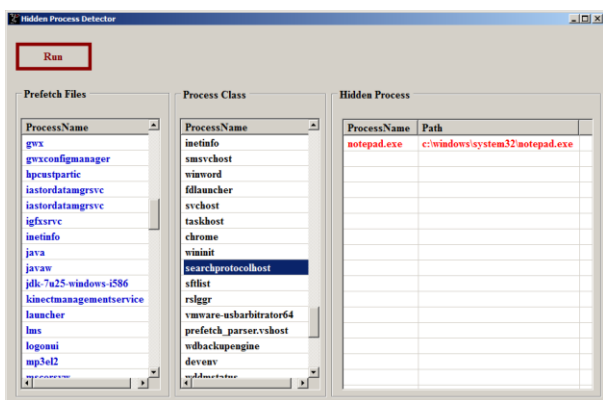 Hidden Process Detector
Run
Prefetch Files
ProcessName
gwx
gwxconfigmanager
hpcustpartic
iastordatamgrsvc
iastordatamgrsvc
igfxsrvc
inetinfo
java
javaw
jdk-7u25-windows-i586
kinectmanagementservice
launcher
lms
logonui
mp3el2
mscorsvw
Process Class
ProcessName
inetinfo
smsvchost
winword
fdlauncher
svchost
taskhost
chrome
wininit
searchprotocolhost
sftlist
rslggr
vmware-usbarbitrator64
prefetch_parser.vshost
wdbackupengine
devenv
wddmstatus
Hidden Process
ProcessName Path
notepad.exe c:\windows\system32\notepad.exe